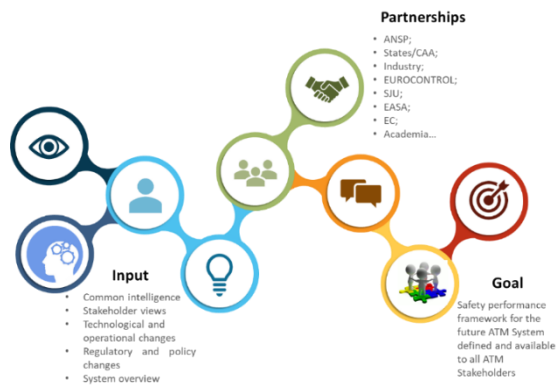 Partnerships
• ANSP;
• States/CAA;
• Industry;
• EUROCONTROL;
• SJU;
• EASA;
• EC;
• Academia...
Input
• Common intelligence
• Stakeholder views
• Technological and
operational changes
• Regulatory and policy
changes
• System overview
Goal
Safety performance
framework for the
future ATM System
defined and available
to all ATM
Stakeholders